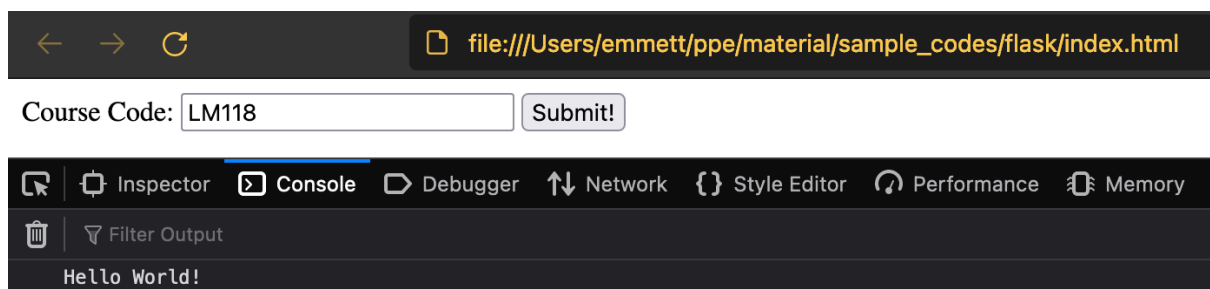 file:///Users/emmett/ppe/material/sample_codes/flask/index.html
Course Code: LM118 Submit!
Inspector Console Debugger Network Style Editor Performance Memory
Filter Output
Hello World!